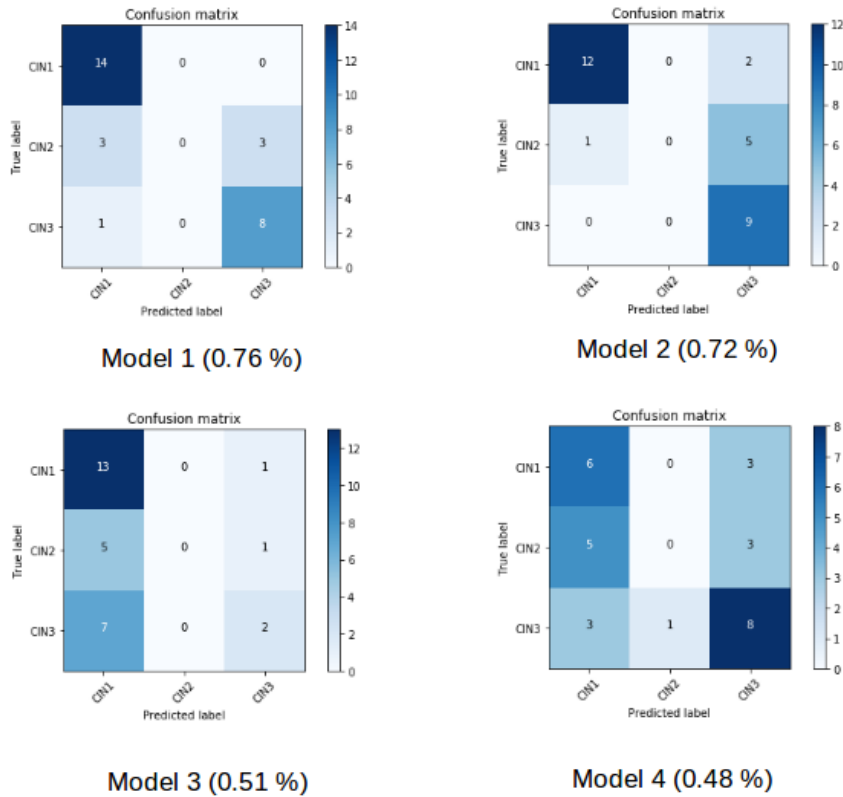 Confusion matrix
14
CIN1
14
0
0
12
10
True label
CIN2
3
0
3
8
6
4
CIN3
1
0
8
2
0
CIN1
CIN2
CIN3
Predicted label
Model 1 (0.76 %)
Confusion matrix
12
CIN1
12
0
2
10
8
True label
CIN2
1
0
5
6
4
CIN3
0
0
9
2
0
CIN1
CIN2
CIN3
Predicted label
Model 2 (0.72 %)
Confusion matrix
12
CIN1
13
0
1
10
8
True label
CIN2
5
0
1
6
4
CIN3
7
0
2
2
0
CIN1
CIN2
CIN3
Predicted label
Model 3 (0.51 %)
Confusion matrix
8
CIN1
6
0
3
7
6
5
True label
CIN2
5
0
3
4
3
CIN3
3
1
8
2
1
0
CIN1
CIN2
CIN3
Predicted label
Model 4 (0.48 %)